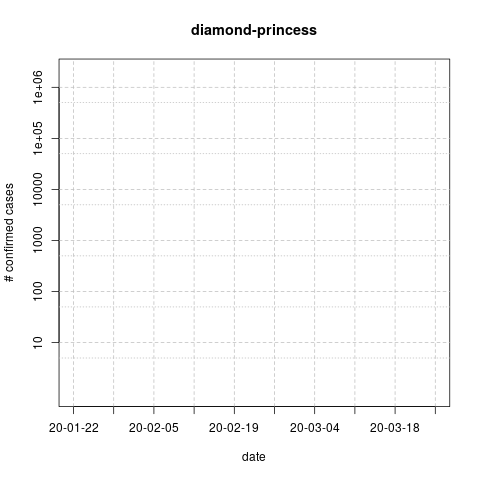 diamond-princess
# confirmed cases
1e+06
1e+05
10000
1000
100
10
20-01-22
20-02-05
20-02-19
20-03-04
20-03-18
date